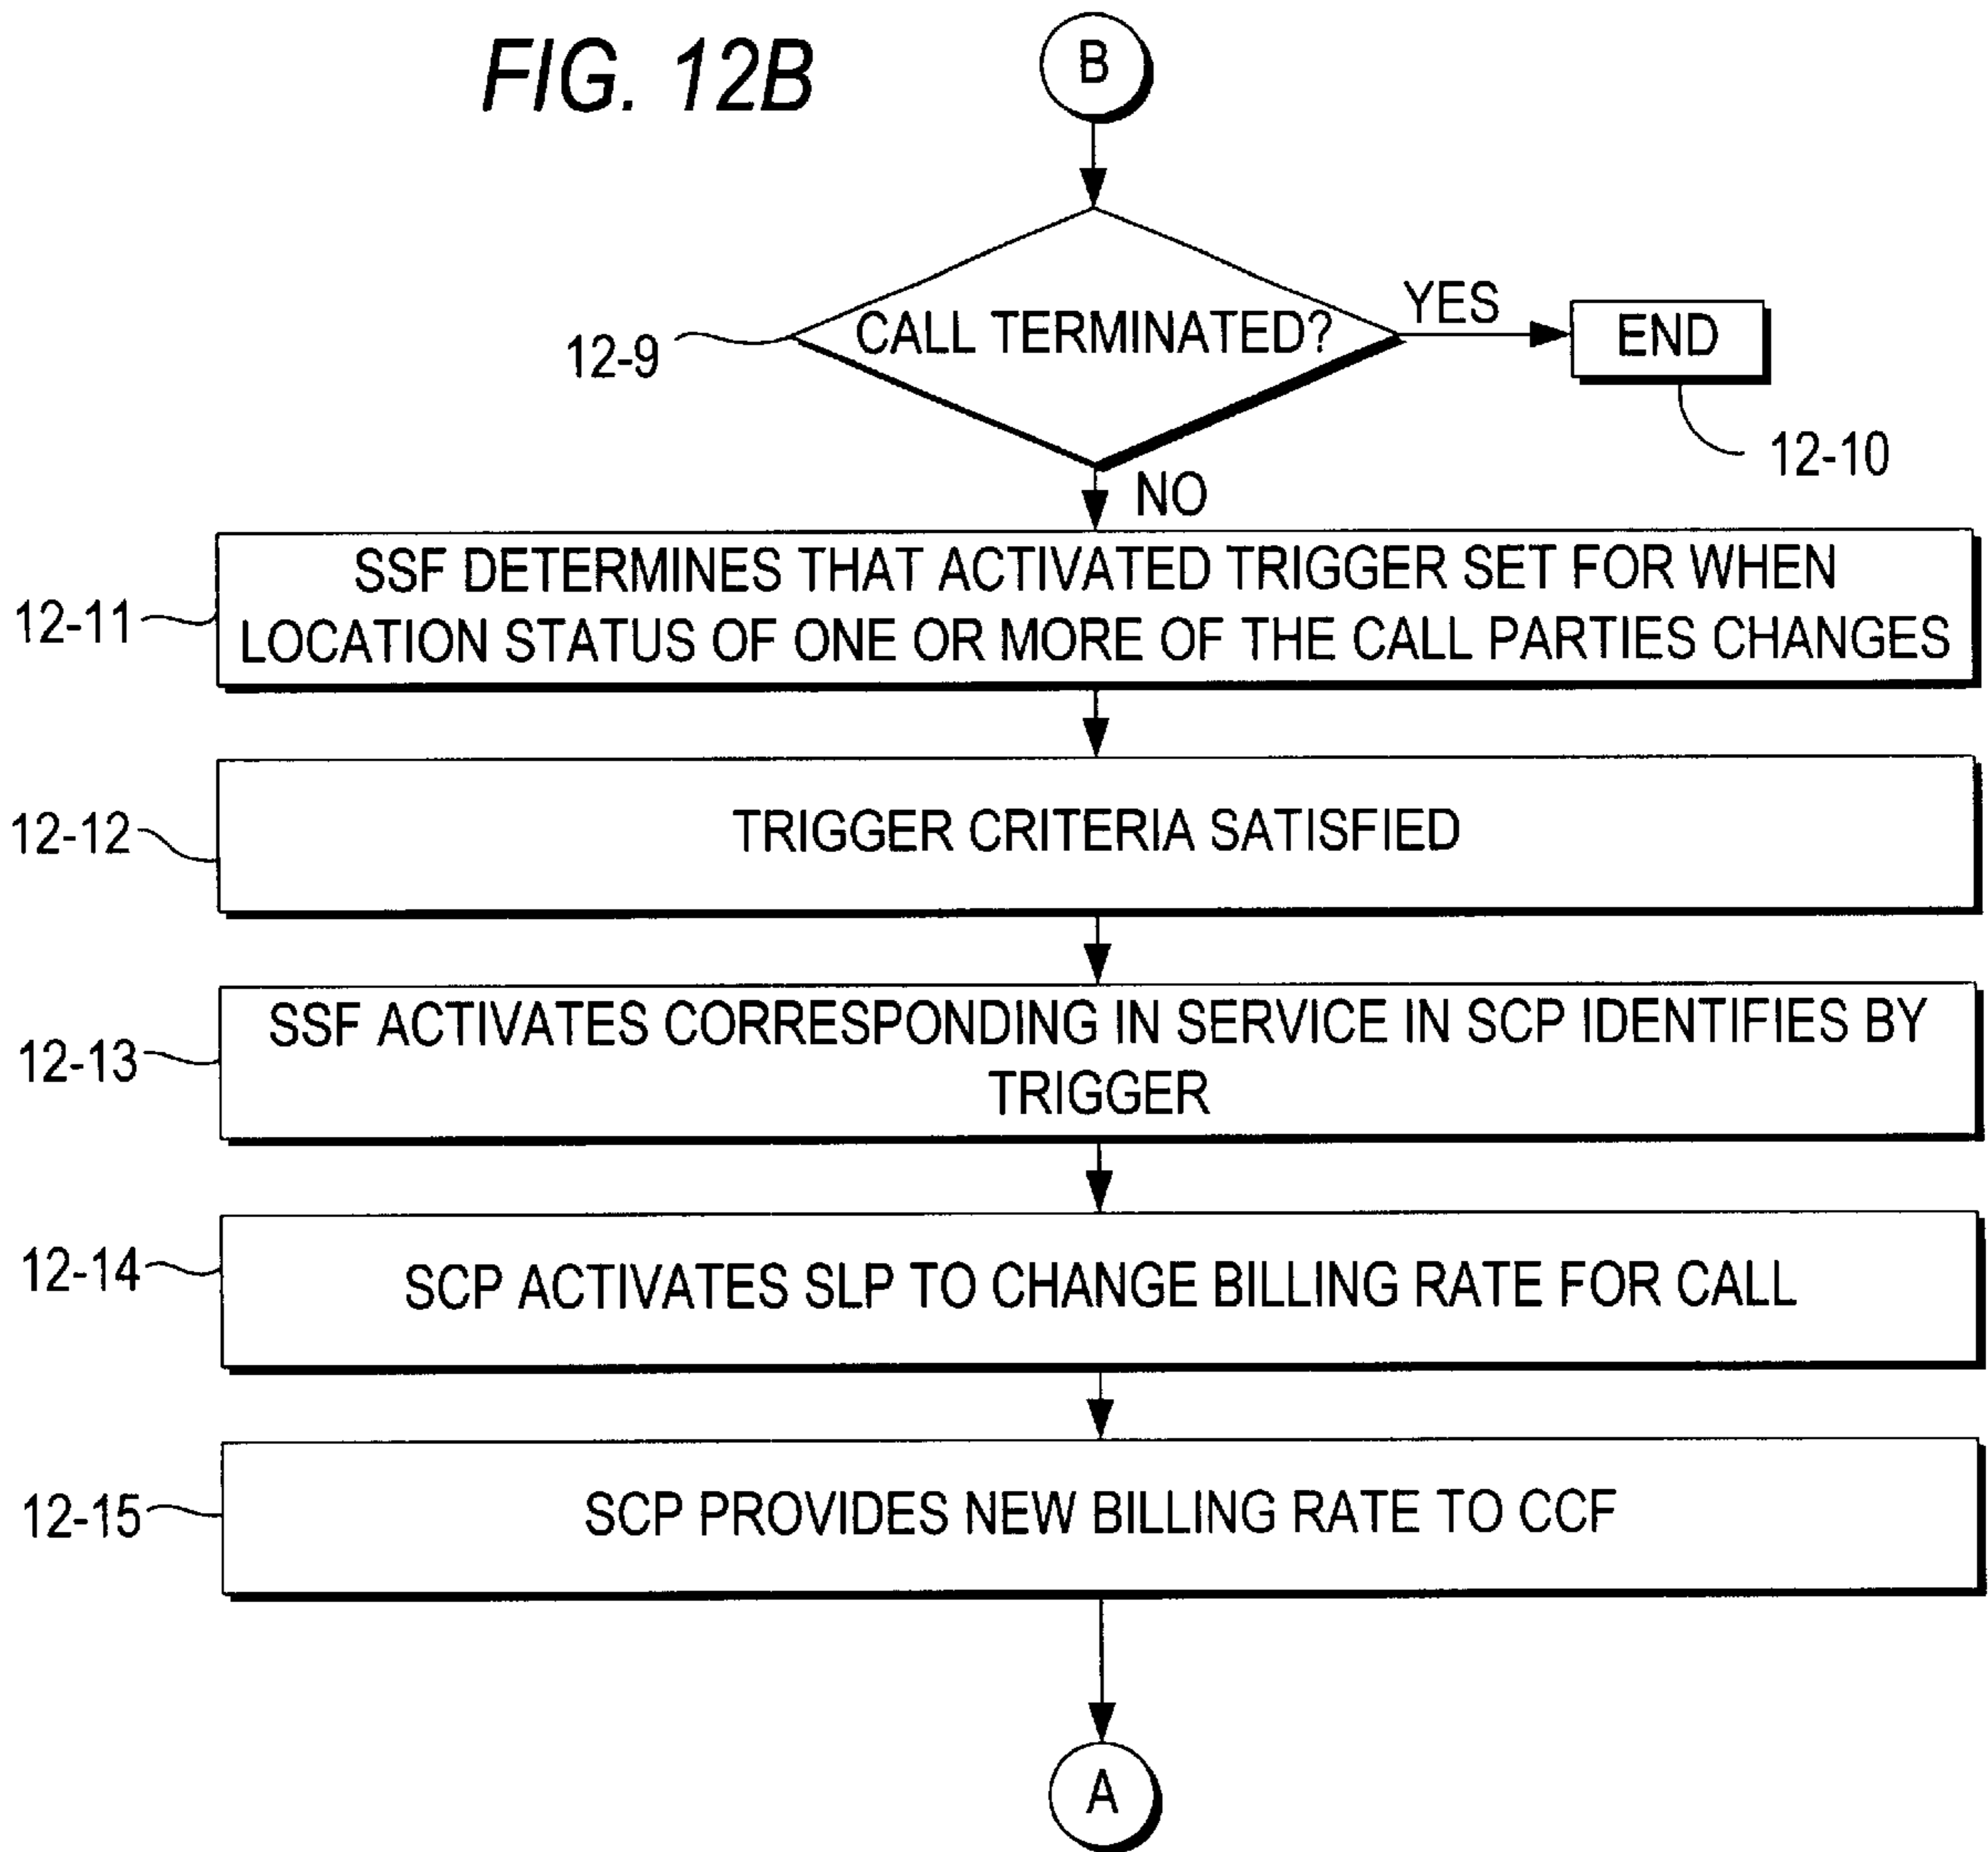 FIG. 12B
B
CALL TERMINATED?
YES
END
12-9
12-10
NO
SSF DETERMINES THAT ACTIVATED TRIGGER SET FOR WHEN
LOCATION STATUS OF ONE OR MORE OF THE CALL PARTIES CHANGES
12-11
TRIGGER CRITERIA SATISFIED
12-12
SSF ACTIVATES CORRESPONDING IN SERVICE IN SCP IDENTIFIES BY
TRIGGER
12-13
SCP ACTIVATES SLP TO CHANGE BILLING RATE FOR CALL
12-14
SCP PROVIDES NEW BILLING RATE TO CCF
12-15
A